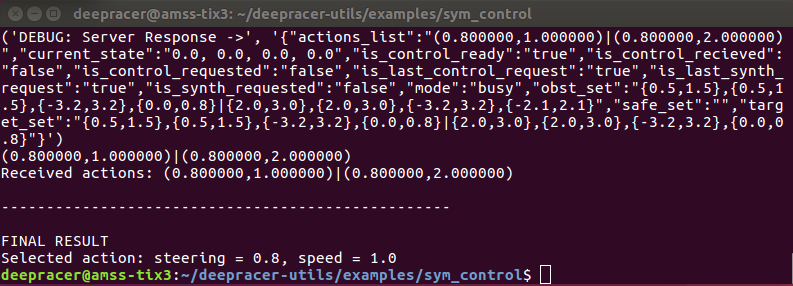 deepracer@amss-tix3: ~/deepracer-utils/examples/sym_control
('DEBUG: Server Response ->', '{"actions_list":"(0.800000,1.000000)|(0.800000,2.000000)
","current_state":"0.0, 0.0, 0.0, 0.0","is_control_ready":"true","is_control_recieved":
"false","is_control_requested":"false","is_last_control_request":"true","is_last_synth_
request":"true","is_synth_requested":"false","mode":"busy","obst_set":"{0.5,1.5},{0.5,1
.5},{-3.2,3.2},{0.0,0.8}|{2.0,3.0},{2.0,3.0},{-3.2,3.2},{-2.1,2.1}","safe_set":"","targ
et_set":"{0.5,1.5},{0.5,1.5},{-3.2,3.2},{0.0,0.8}|{2.0,3.0},{2.0,3.0},{-3.2,3.2},{0.0,0
.8}"}')
(0.800000,1.000000)|(0.800000,2.000000)
Received actions: (0.800000,1.000000)|(0.800000,2.000000)
--------------------------------------------------
FINAL RESULT
Selected action: steering = 0.8, speed = 1.0
deepracer@amss-tix3:~/deepracer-utils/examples/sym_control$